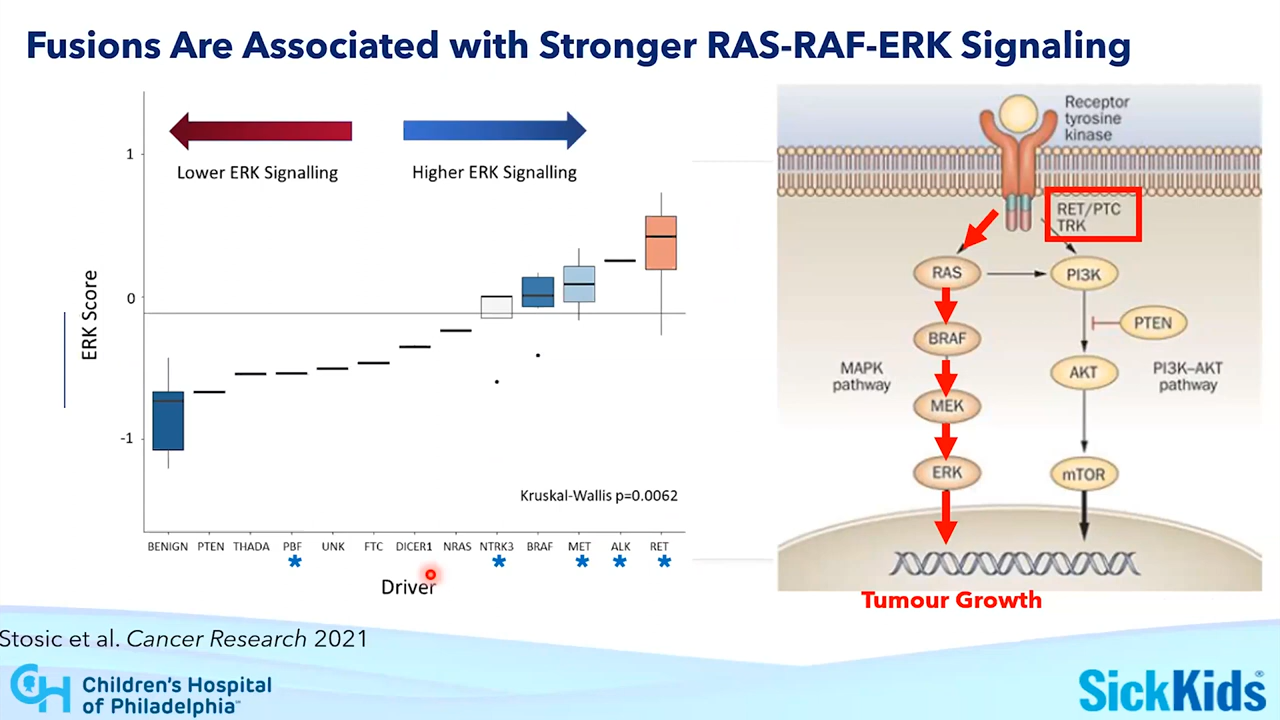 Fusions Are Associated with Stronger RAS-RAF-ERK Signaling
Lower ERK Signalling
Higher ERK Signalling
1
0
-1
ERK Score
Kruskal-Wallis p=0.0062
BENIGN PTEN THADA PBF UNK FTC DICER1 NRAS NTRK3 BRAF MET ALK RET
* * * * *
Driver
Receptor
tyrosine
kinase
RET/PTC
TRK
RAS
PI3K
BRAF
PTEN
MAPK
pathway
AKT
PI3K–AKT
pathway
MEK
ERK
mTOR
Tumour Growth
Stosic et al. Cancer Research 2021
CH
Children's Hospital
of Philadelphia™
SickKids®